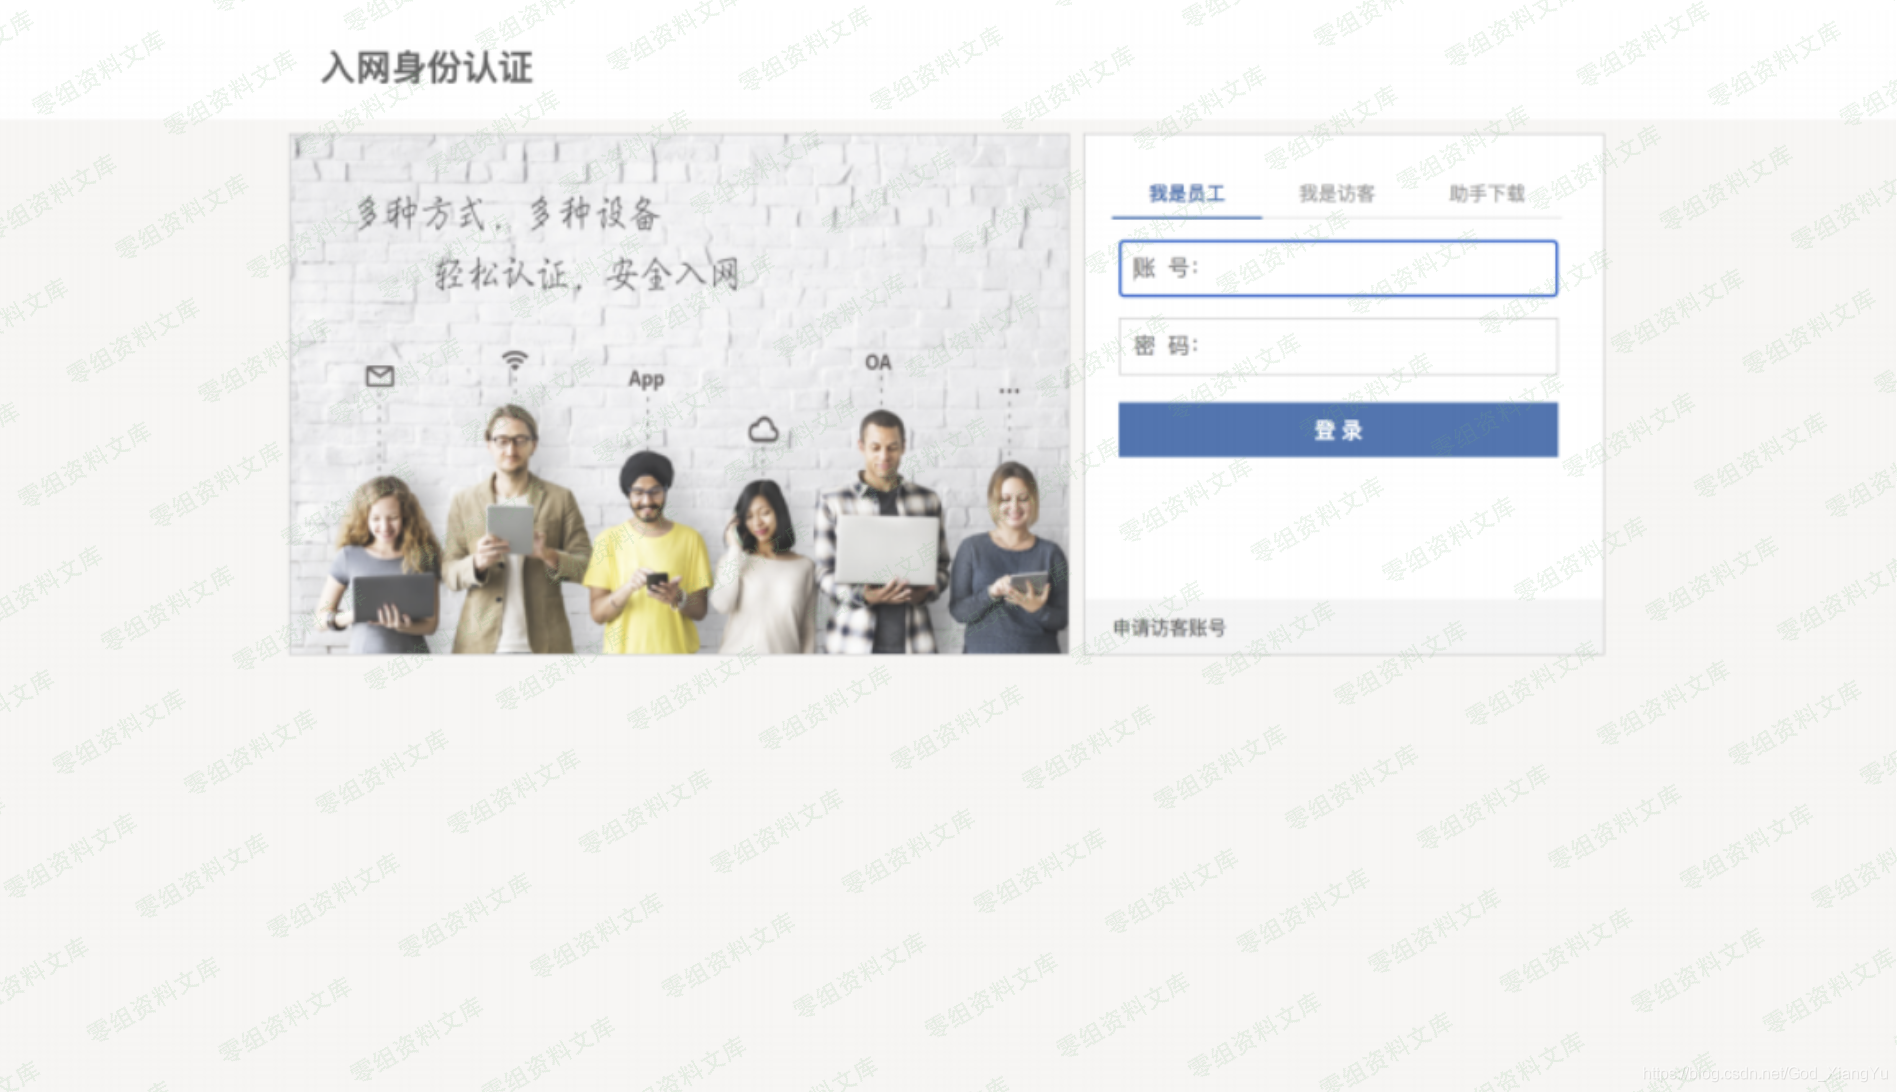 入网身份认证
多种方式，多种设备
轻松认证，安全入网
App
OA
...
我是员工
我是访客
助手下载
账 号：
密 码：
登 录
申请访客账号
零组资料文库
https://blog.csdn.net/God_XiangYu